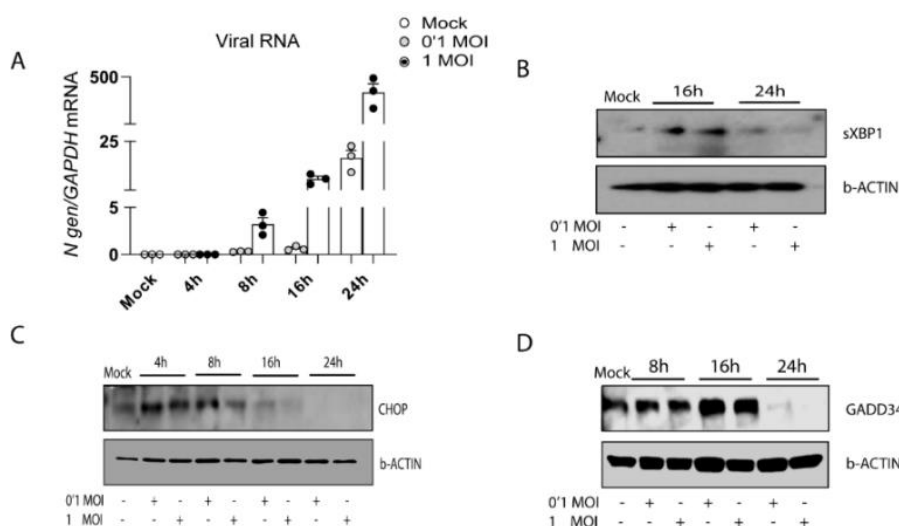 A
Viral RNA
Mock
0'1 MOI
1 MOI
N gen/GAPDH mRNA
500
25
5
0
Mock
4h
8h
16h
24h
B
Mock 16h 24h
sXBP1
b-ACTIN
- + - + - 0'1 MOI
- - + - + 1 MOI
C
Mock 4h 8h 16h 24h
CHOP
b-ACTIN
- + - + - + - + - 0'1 MOI
- - + - + - + - + 1 MOI
D
Mock 8h 16h 24h
GADD34
b-ACTIN
- + - + - + - 0'1 MOI
- - + - + - + 1 MOI